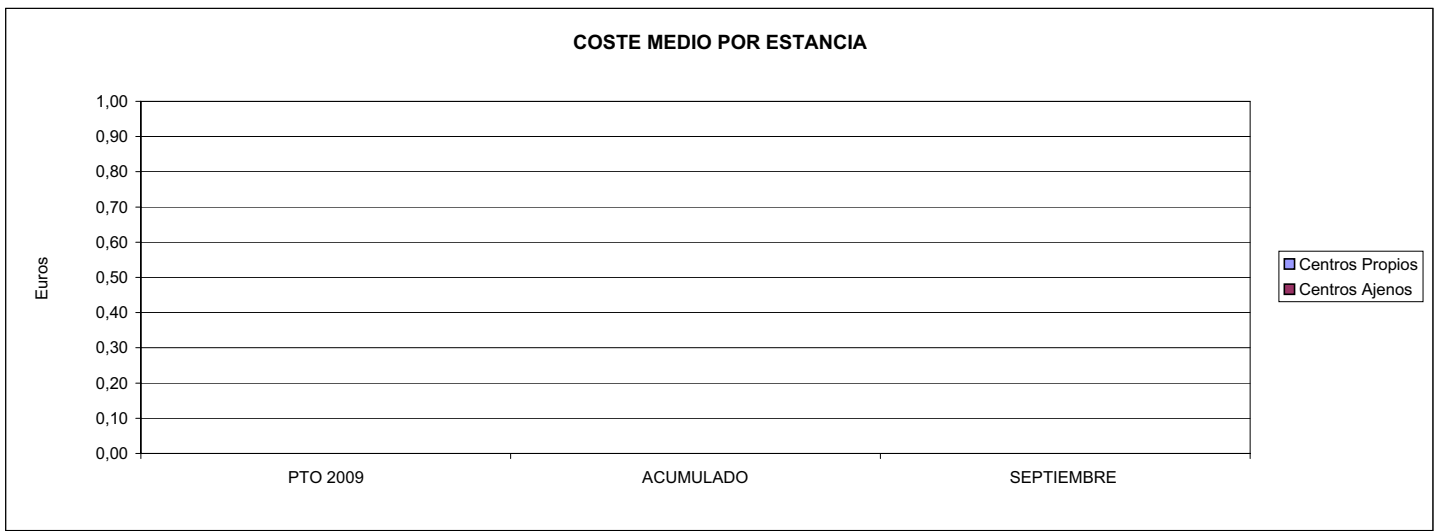 COSTE MEDIO POR ESTANCIA
1,00
0,90
0,80
0,70
0,60
0,50
0,40
0,30
0,20
0,10
0,00
Euros
PTO 2009 ACUMULADO SEPTIEMBRE
Centros Propios
Centros Ajenos